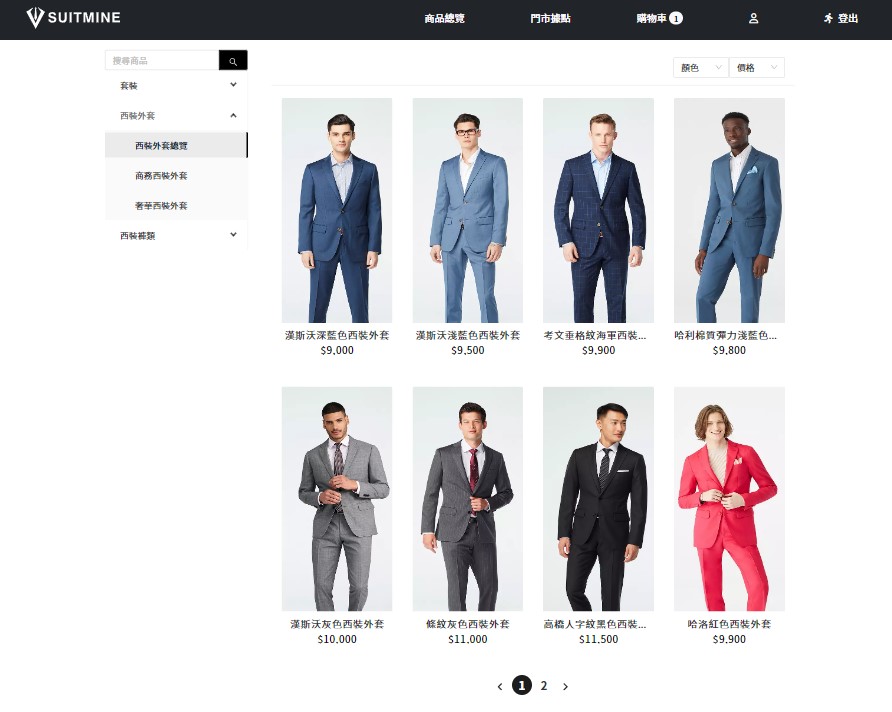 SUITMINE
商品總覽
門市據點
購物車 1
登出
搜尋商品
顏色
價格
套裝
西裝外套
西裝外套總覽
商務西裝外套
奢華西裝外套
西裝褲類
漢斯沃深藍色西裝外套
$9,000
漢斯沃淺藍色西裝外套
$9,500
考文垂格紋海軍西裝...
$9,900
哈利棉質彈力淺藍色...
$9,800
漢斯沃灰色西裝外套
$10,000
條紋灰色西裝外套
$11,000
高橋人字紋黑色西裝...
$11,500
哈洛紅色西裝外套
$9,900
1 2